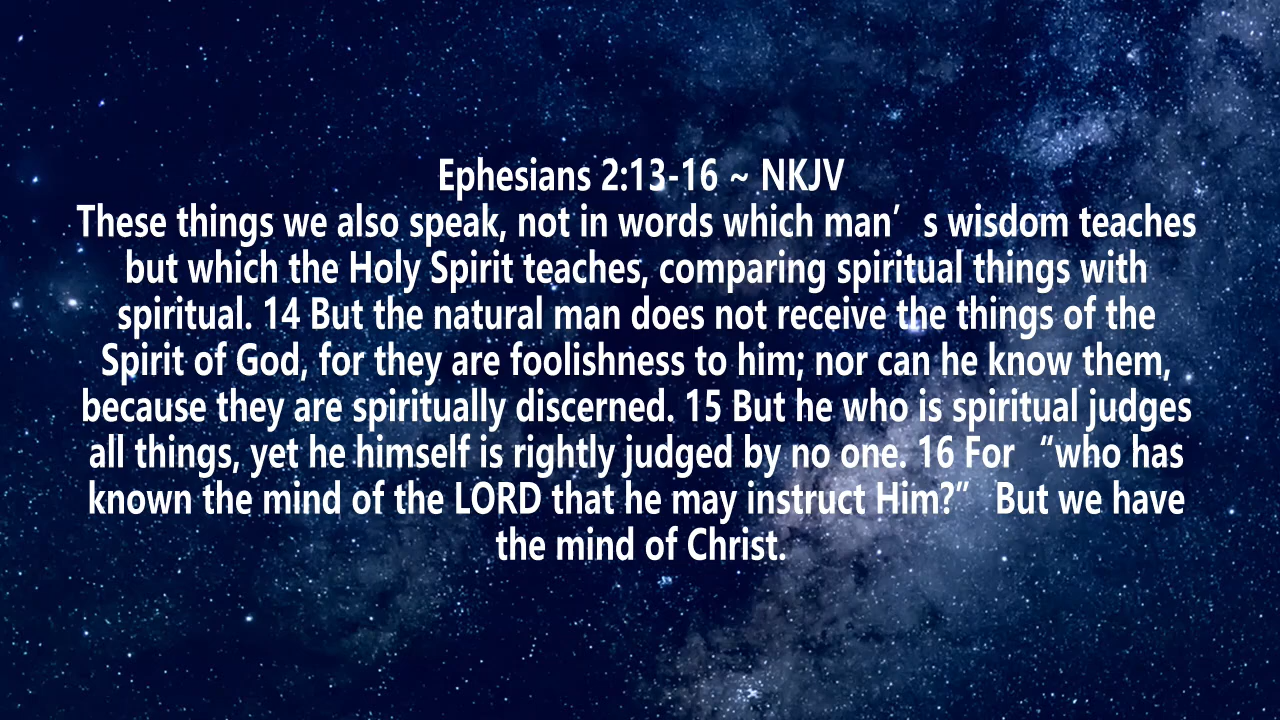 Ephesians 2:13-16 ~ NKJV
These things we also speak, not in words which man’s wisdom teaches
but which the Holy Spirit teaches, comparing spiritual things with
spiritual. 14 But the natural man does not receive the things of the
Spirit of God, for they are foolishness to him; nor can he know them,
because they are spiritually discerned. 15 But he who is spiritual judges
all things, yet he himself is rightly judged by no one. 16 For “who has
known the mind of the LORD that he may instruct Him?” But we have
the mind of Christ.